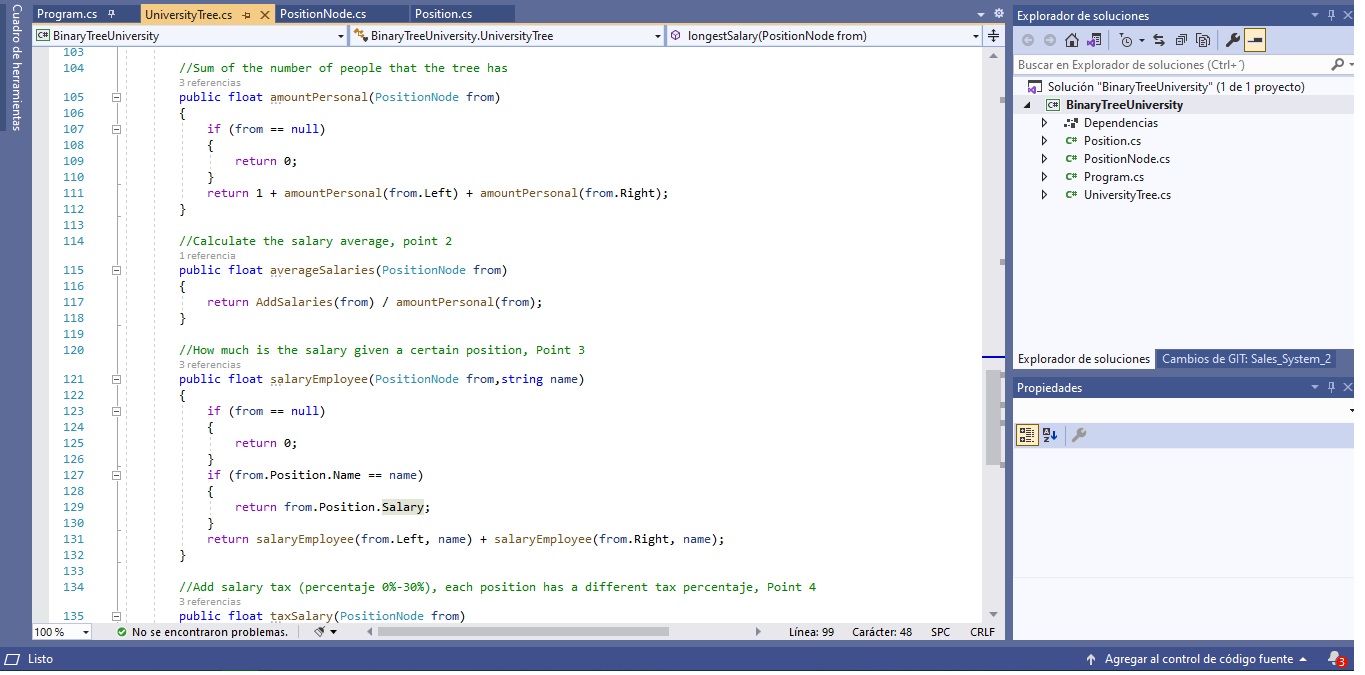 Cuadro de herramientas
Program.cs
UniversityTree.cs
PositionNode.cs
Position.cs
C# BinaryTreeUniversity
BinaryTreeUniversity.UniversityTree
longestSalary(PositionNode from)
103
104 //Sum of the number of people that the tree has
3 referencias
105 public float amountPersonal(PositionNode from)
106 {
107 if (from == null)
108 {
109 return 0;
110 }
111 return 1 + amountPersonal(from.Left) + amountPersonal(from.Right);
112 }
113
114 //Calculate the salary average, point 2
1 referencia
115 public float averageSalaries(PositionNode from)
116 {
117 return AddSalaries(from) / amountPersonal(from);
118 }
119
120 //How much is the salary given a certain position, Point 3
3 referencias
121 public float salaryEmployee(PositionNode from,string name)
122 {
123 if (from == null)
124 {
125 return 0;
126 }
127 if (from.Position.Name == name)
128 {
129 return from.Position.Salary;
130 }
131 return salaryEmployee(from.Left, name) + salaryEmployee(from.Right, name);
132 }
133
134 //Add salary tax (percentaje 0%-30%), each position has a different tax percentaje, Point 4
3 referencias
135 public float taxSalary(PositionNode from)
100 %
No se encontraron problemas.
Línea: 99
Carácter: 48
SPC
CRLF
Explorador de soluciones
Buscar en Explorador de soluciones (Ctrl+´)
Solución "BinaryTreeUniversity" (1 de 1 proyecto)
C# BinaryTreeUniversity
Dependencias
C# Position.cs
C# PositionNode.cs
C# Program.cs
C# UniversityTree.cs
Explorador de soluciones
Cambios de GIT: Sales_System_2
Propiedades
Listo
Agregar al control de código fuente
3